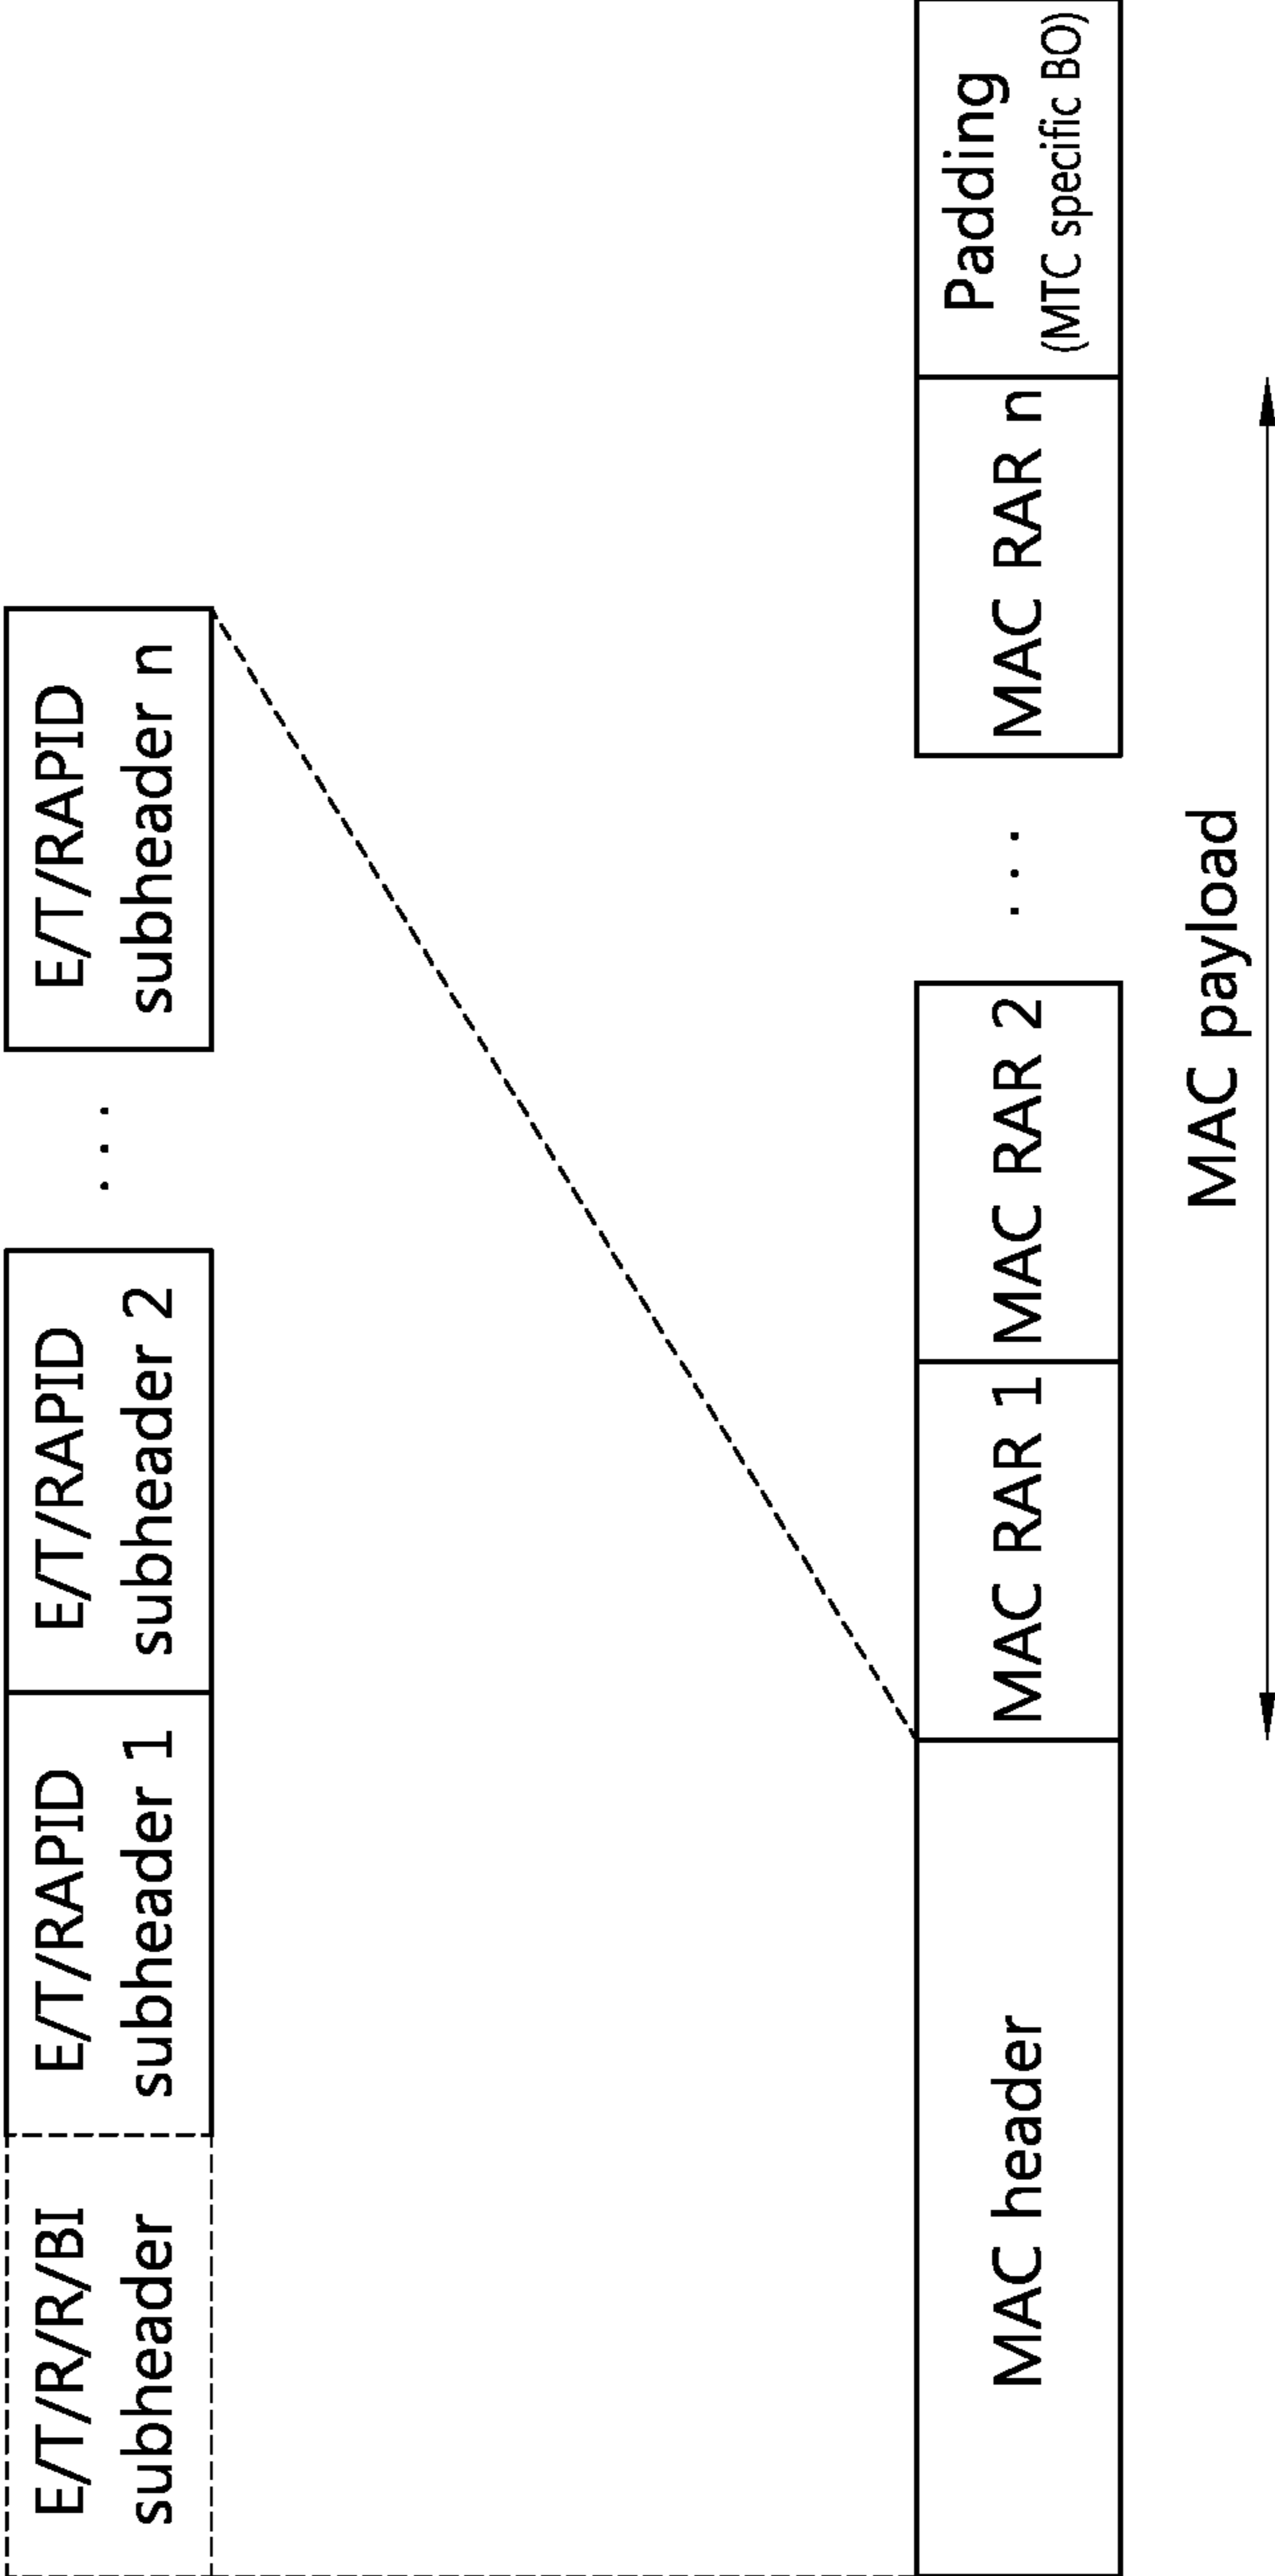 E/T/R/R/BI
subheader
E/T/RAPID
subheader 1
E/T/RAPID
subheader 2
. . .
E/T/RAPID
subheader n
MAC header
MAC RAR 1
MAC RAR 2
. . .
MAC RAR n
Padding
(MTC specific BO)
MAC payload